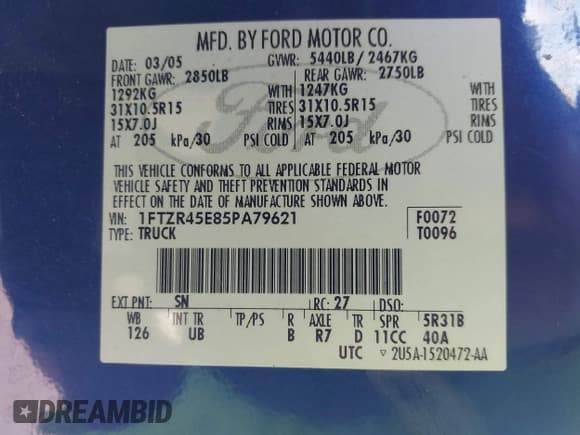 MFD. BY FORD MOTOR CO.
DATE: 03/05 GVWR: 5440LB/ 2467KG
FRONT GAWR: 2850LB REAR GAWR: 2750LB
1292KG WITH 1247KG WITH
31X10.5R15 TIRES 31X10.5R15 TIRES
15X7.0J RIMS 15X7.0J RIMS
AT 205 kPa/30 PSI COLD AT 205 kPa/30 PSI COLD
Ford
THIS VEHICLE CONFORMS TO ALL APPLICABLE FEDERAL MOTOR
VEHICLE SAFETY AND THEFT PREVENTION STANDARDS IN
EFFECT ON THE DATE OF MANUFACTURE SHOWN ABOVE.
VIN: 1FTZR45E85PA79621 F0072
TYPE: TRUCK T0096
EXT PNT: SN RC: 27 DSO:
WB INT TR TP/PS R AXLE TR SPR 5R31B
126 UB B R7 D 11CC 40A
UTC ▽ 2U5A-1520472-AA
DREAMBID